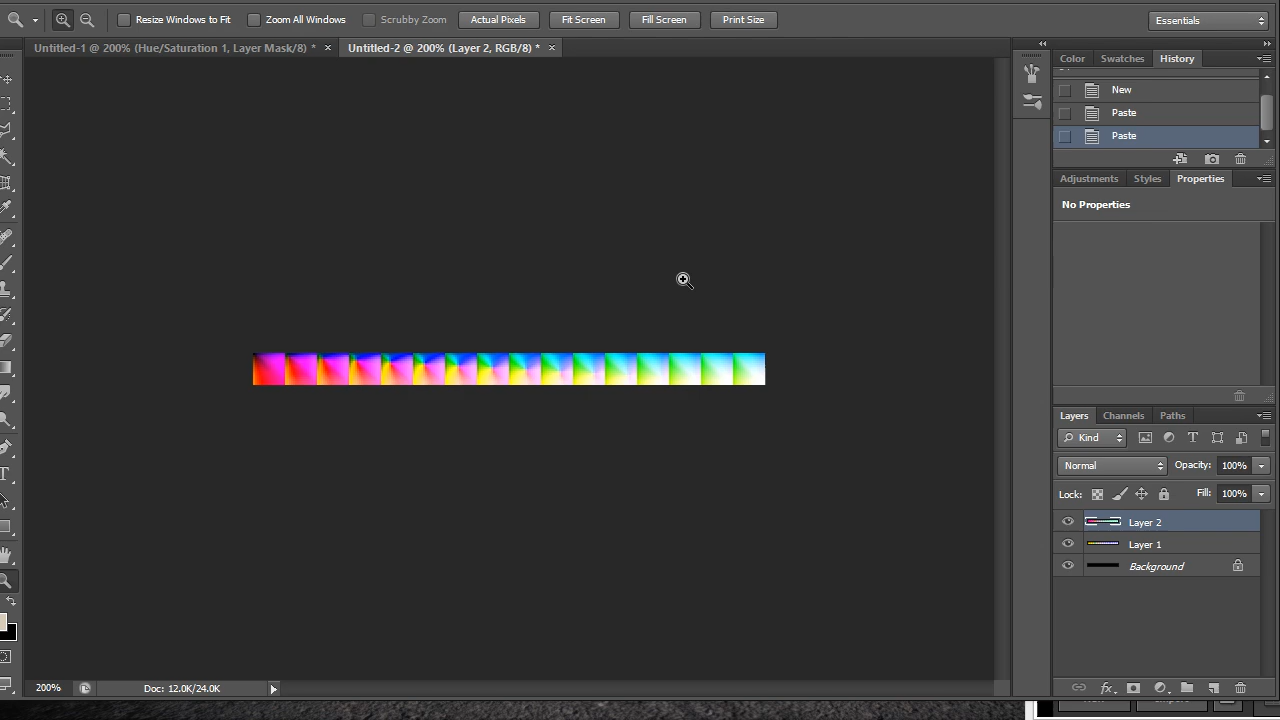 Resize Windows to Fit Zoom All Windows Scrubby Zoom Actual Pixels Fit Screen Fill Screen Print Size Essentials
Untitled-1 @ 200% (Hue/Saturation 1, Layer Mask/8) * × Untitled-2 @ 200% (Layer 2, RGB/8) * ×
Color Swatches History
New
Paste
Paste
Adjustments Styles Properties
No Properties
Layers Channels Paths
Kind
Normal Opacity: 100%
Lock: Fill: 100%
Layer 2
Layer 1
Background
200% Doc: 12.0K/24.0K